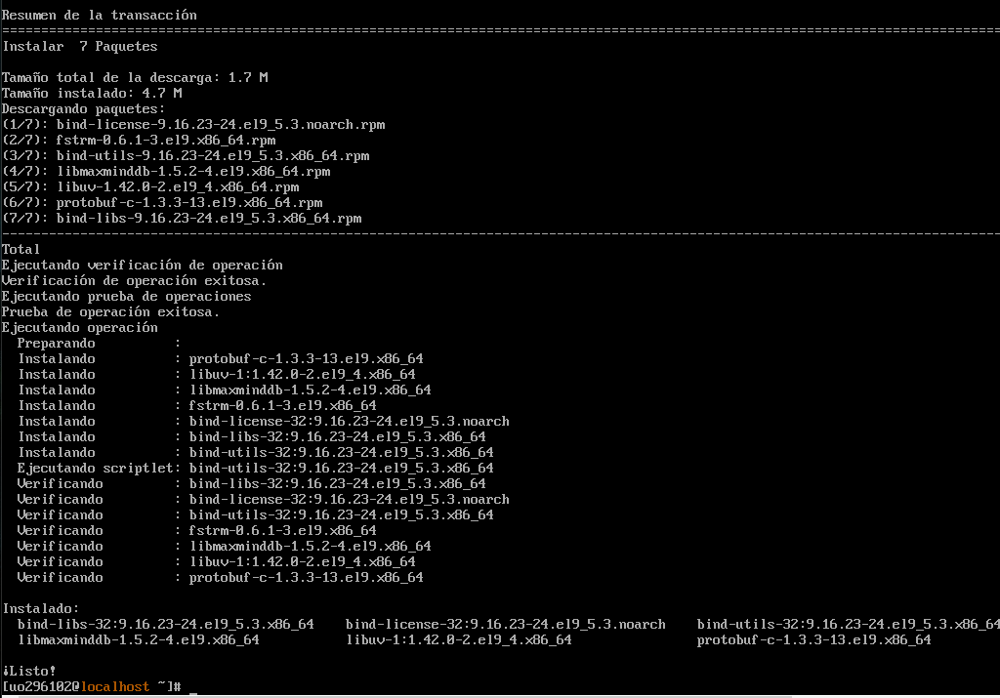 Resumen de la transacción
================================================================================================================================
Instalar  7 Paquetes
Tamaño total de la descarga: 1.7 M
Tamaño instalado: 4.7 M
Descargando paquetes:
(1/7): bind-license-9.16.23-24.el9_5.3.noarch.rpm
(2/7): fstrm-0.6.1-3.el9.x86_64.rpm
(3/7): bind-utils-9.16.23-24.el9_5.3.x86_64.rpm
(4/7): libmaxminddb-1.5.2-4.el9.x86_64.rpm
(5/7): libuv-1.42.0-2.el9_4.x86_64.rpm
(6/7): protobuf-c-1.3.3-13.el9.x86_64.rpm
(7/7): bind-libs-9.16.23-24.el9_5.3.x86_64.rpm
--------------------------------------------------------------------------------------------------------------------------------
Total
Ejecutando verificación de operación
Verificación de operación exitosa.
Ejecutando prueba de operaciones
Prueba de operación exitosa.
Ejecutando operación
  Preparando          :
  Instalando          : protobuf-c-1.3.3-13.el9.x86_64
  Instalando          : libuv-1:1.42.0-2.el9_4.x86_64
  Instalando          : libmaxminddb-1.5.2-4.el9.x86_64
  Instalando          : fstrm-0.6.1-3.el9.x86_64
  Instalando          : bind-license-32:9.16.23-24.el9_5.3.noarch
  Instalando          : bind-libs-32:9.16.23-24.el9_5.3.x86_64
  Instalando          : bind-utils-32:9.16.23-24.el9_5.3.x86_64
  Ejecutando scriptlet: bind-utils-32:9.16.23-24.el9_5.3.x86_64
  Verificando         : bind-libs-32:9.16.23-24.el9_5.3.x86_64
  Verificando         : bind-license-32:9.16.23-24.el9_5.3.noarch
  Verificando         : bind-utils-32:9.16.23-24.el9_5.3.x86_64
  Verificando         : fstrm-0.6.1-3.el9.x86_64
  Verificando         : libmaxminddb-1.5.2-4.el9.x86_64
  Verificando         : libuv-1:1.42.0-2.el9_4.x86_64
  Verificando         : protobuf-c-1.3.3-13.el9.x86_64
Instalado:
  bind-libs-32:9.16.23-24.el9_5.3.x86_64    bind-license-32:9.16.23-24.el9_5.3.noarch    bind-utils-32:9.16.23-24.el9_5.3.x86_64
  libmaxminddb-1.5.2-4.el9.x86_64           libuv-1:1.42.0-2.el9_4.x86_64                protobuf-c-1.3.3-13.el9.x86_64
¡Listo!
[uo296102@localhost ~]# _